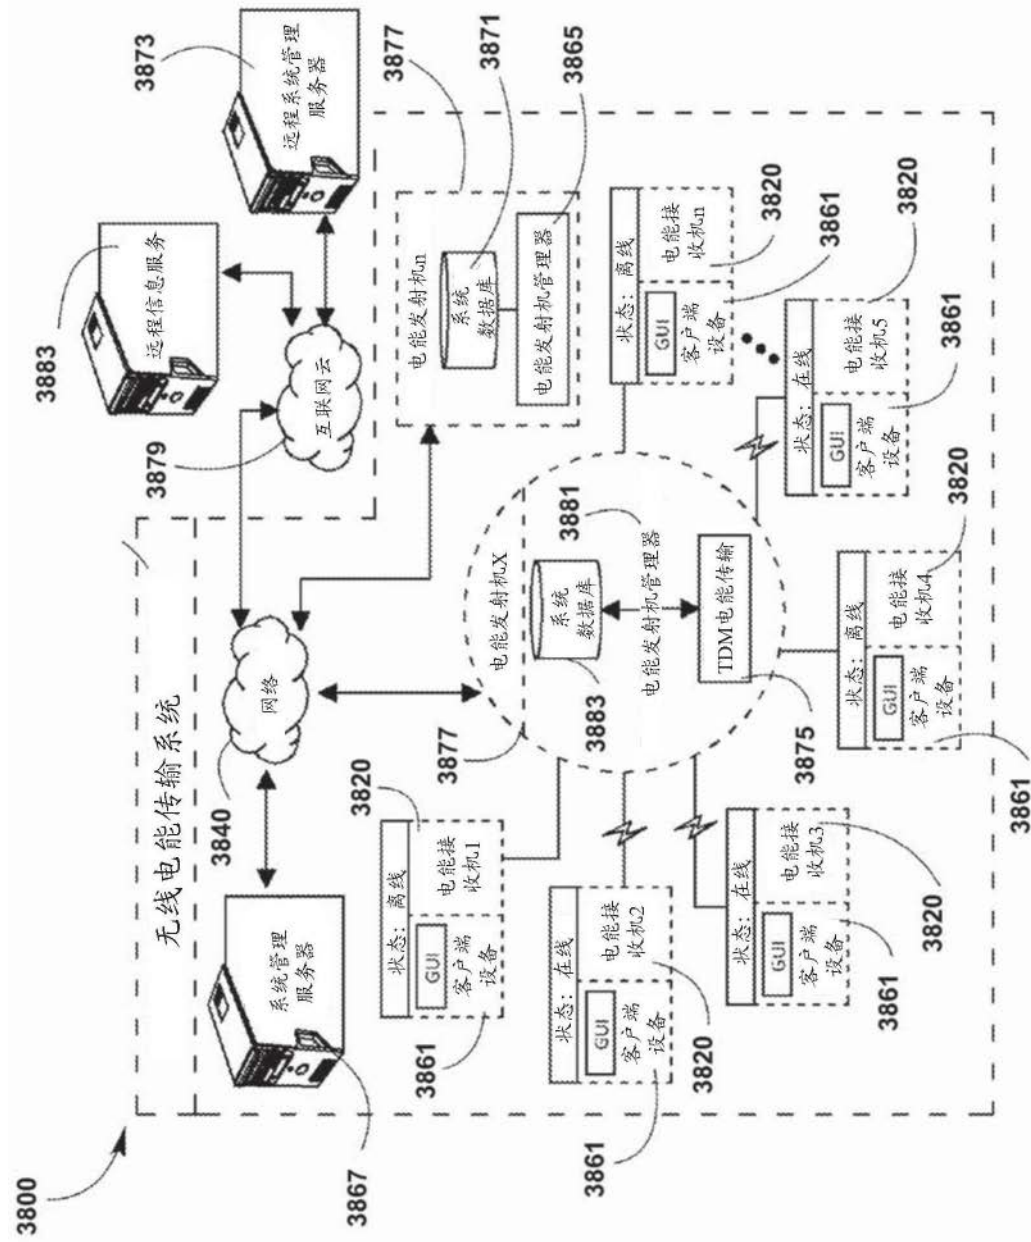 3800
无线电能传输系统
系统管理
服务器
3867
网络
3840
互联网云
3879
远程信息服务
3883
远程系统管理
服务器
3873
电能发射机n
系统
数据库
电能发射机管理器
3877
3871
3865
状态：离线
GUI
客户端
设备
电能接
收机1
3820
3861
电能发射机X
3877
系统
数据库
3883
电能发射机管理器
3881
TDM电能传输
3875
状态：离线
GUI
客户端
设备
电能接
收机n
3820
3861
状态：在线
GUI
客户端
设备
电能接
收机2
3820
3861
状态：在线
GUI
客户端
设备
电能接
收机3
3820
3861
状态：离线
GUI
客户端
设备
电能接
收机4
3820
3861
状态：在线
GUI
客户端
设备
电能接
收机5
3820
3861